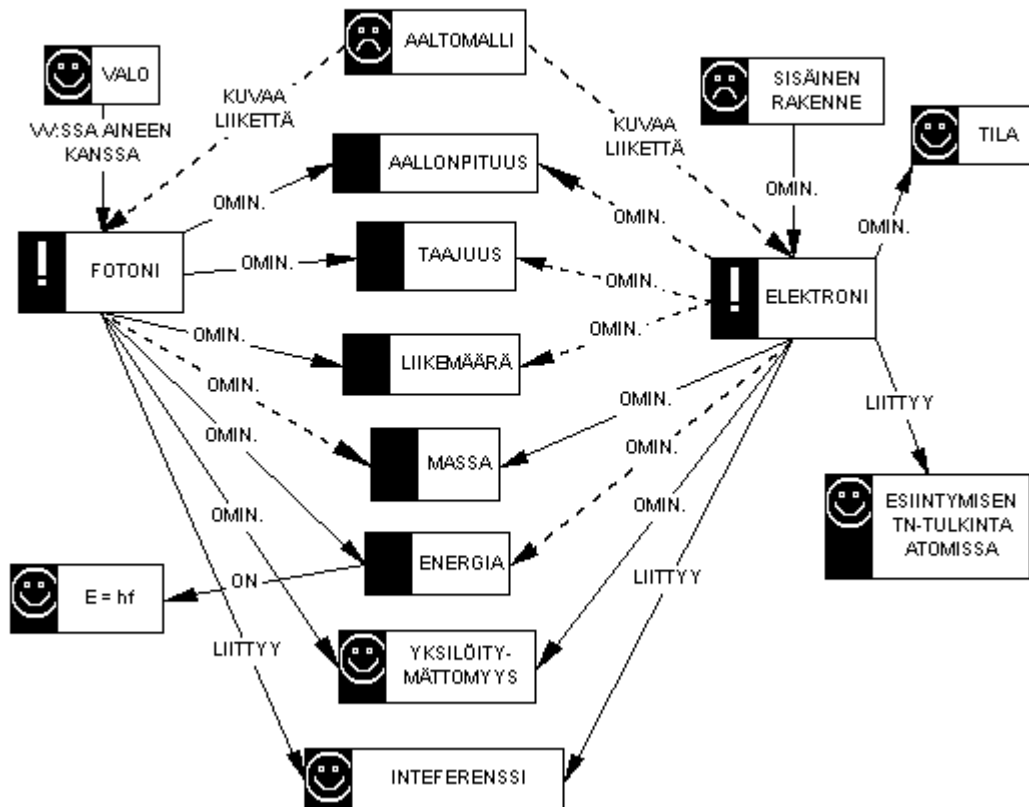 AALTOMALLI
VALO
SISÄINEN
RAKENNE
TILA
KUVAA
LIIKETTÄ
KUVAA
LIIKETTÄ
VV:SSA AINEEN
KANSSA
AALLONPITUUS
OMIN.
OMIN.
OMIN.
OMIN.
FOTONI
OMIN.
TAAJUUS
OMIN.
ELEKTRONI
OMIN.
LIIKEMÄÄRÄ
OMIN.
OMIN.
OMIN.
LIITTYY
OMIN.
MASSA
OMIN.
OMIN.
OMIN.
ESIINTYMISEN
TN-TULKINTA
ATOMISSA
ENERGIA
ON
E = hf
LIITTYY
LIITTYY
YKSILÖITY-
MÄTTOMYYS
INTEFERENSSI